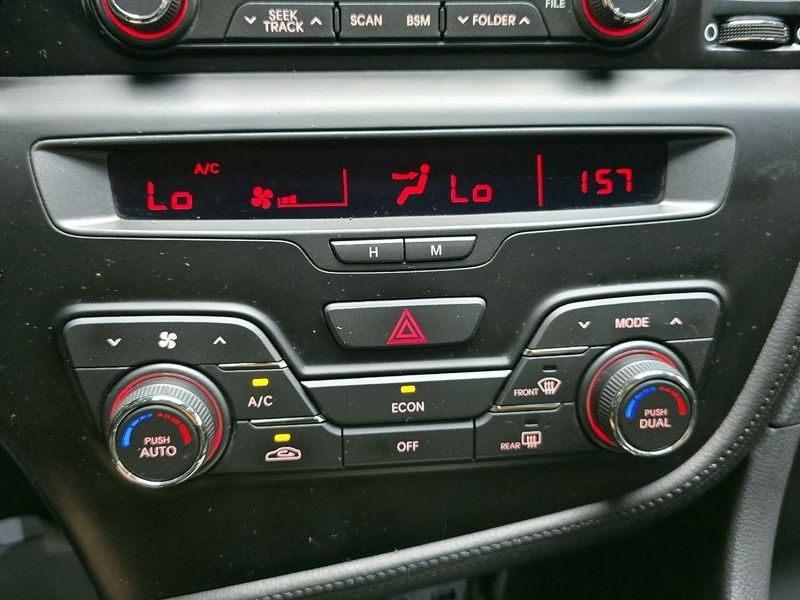 SEEK
TRACK
SCAN
BSM
FOLDER
FILE
A/C
Lo
Lo
157
H
M
MODE
A/C
ECON
FRONT
PUSH
AUTO
OFF
REAR
PUSH
DUAL